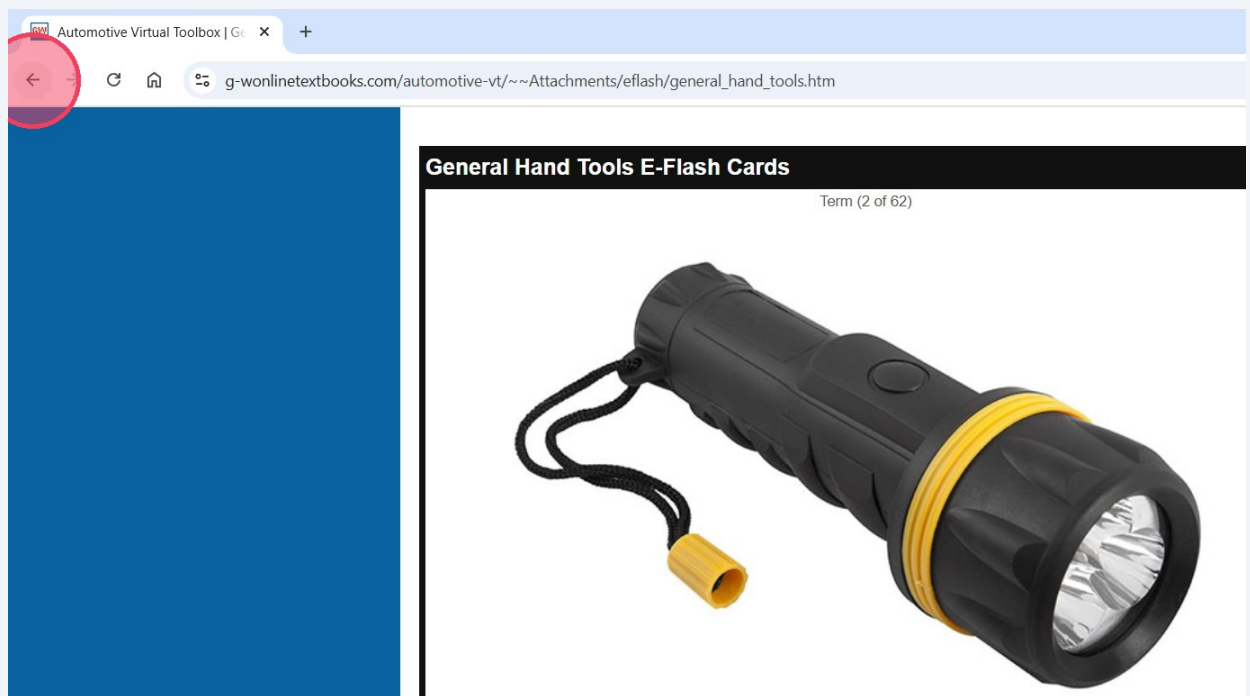 GW Automotive Virtual Toolbox | Ge
g-wonlinetextbooks.com/automotive-vt/~~Attachments/eflash/general_hand_tools.htm
General Hand Tools E-Flash Cards
Term (2 of 62)